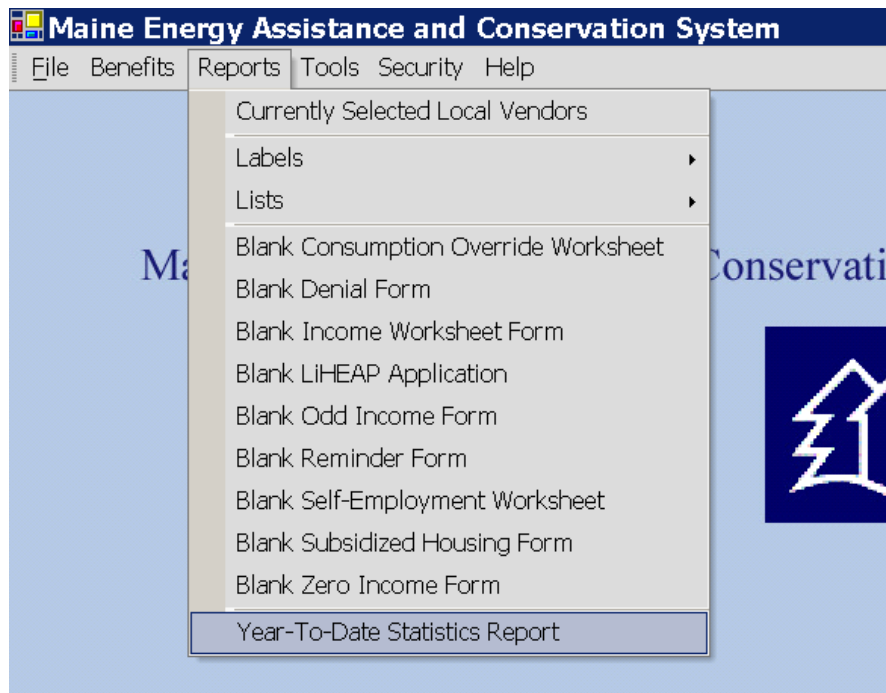 Maine Energy Assistance and Conservation System
File Benefits Reports Tools Security Help
Currently Selected Local Vendors
Labels
Lists
Blank Consumption Override Worksheet
Ma
Conservati
Blank Denial Form
Blank Income Worksheet Form
Blank LiHEAP Application
Blank Odd Income Form
Blank Reminder Form
Blank Self-Employment Worksheet
Blank Subsidized Housing Form
Blank Zero Income Form
Year-To-Date Statistics Report